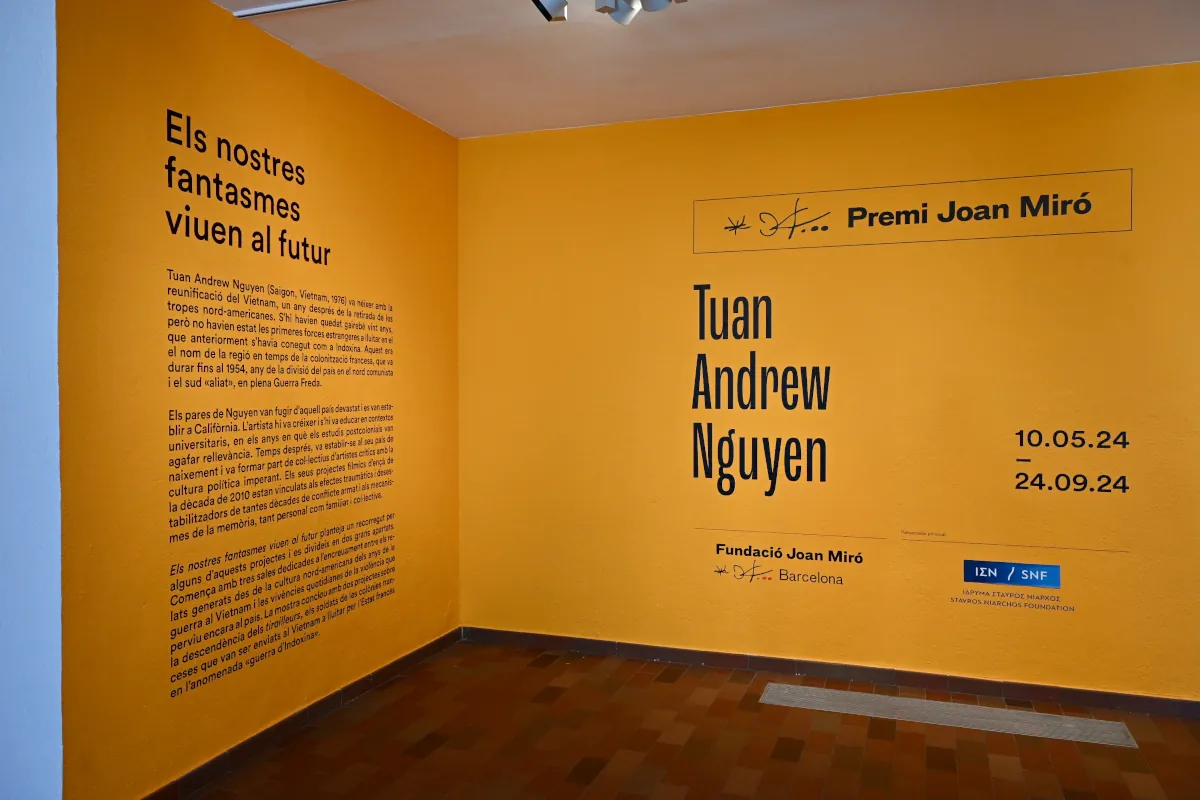 Els nostres
fantasmes
viuen al futur
Tuan Andrew Nguyen (Saigon, Vietnam, 1976) va néixer amb la
reunificació del Vietnam, un any després de la retirada de les
tropes nord-americanes. S'hi havien quedat gairebé vint anys,
però no havien estat les primeres forces estrangeres a lluitar en el
que anteriorment s'havia conegut com a Indoxina. Aquest era
el nom de la regió en temps de la colonització francesa, que va
durar fins al 1954, any de la divisió del país en el nord comunista
i el sud «aliat», en plena Guerra Freda.
Els pares de Nguyen van fugir d'aquell país devastat i es van esta-
blir a Califòrnia. L'artista hi va créixer i s'hi va educar en contextos
universitaris, en els anys en què els estudis postcolonials van
agafar rellevància. Temps després, va establir-se al seu país de
naixement i va formar part de col·lectius d'artistes crítics amb la
cultura política imperant. Els seus projectes fílmics d'ençà de
la dècada de 2010 estan vinculats als efectes traumàtics i deses-
tabilitzadors de tantes dècades de conflicte armat i als mecanis-
mes de la memòria, tant personal com familiar i col·lectiva.
Els nostres fantasmes viuen al futur planteja un recorregut per
alguns d'aquests projectes i es divideix en dos grans apartats.
Comença amb tres sales dedicades a l'encreuament entre els re-
lats generats des de la cultura nord-americana dels anys de la
guerra al Vietnam i les vivències quotidianes de la violència que
perviu encara al país. La mostra conclou amb dos projectes sobre
la descendència dels tirailleurs, els soldats de les colònies fran-
ceses que van ser enviats al Vietnam a lluitar per l'Estat francès
en l'anomenada «guerra d'Indoxina».
Premi Joan Miró
Tuan
Andrew
Nguyen
10.05.24
–
24.09.24
Fundació Joan Miró
Barcelona
ΙΣΝ / SNF
ΙΔΡΥΜΑ ΣΤΑΥΡΟΣ ΝΙΑΡΧΟΣ
STAVROS NIARCHOS FOUNDATION